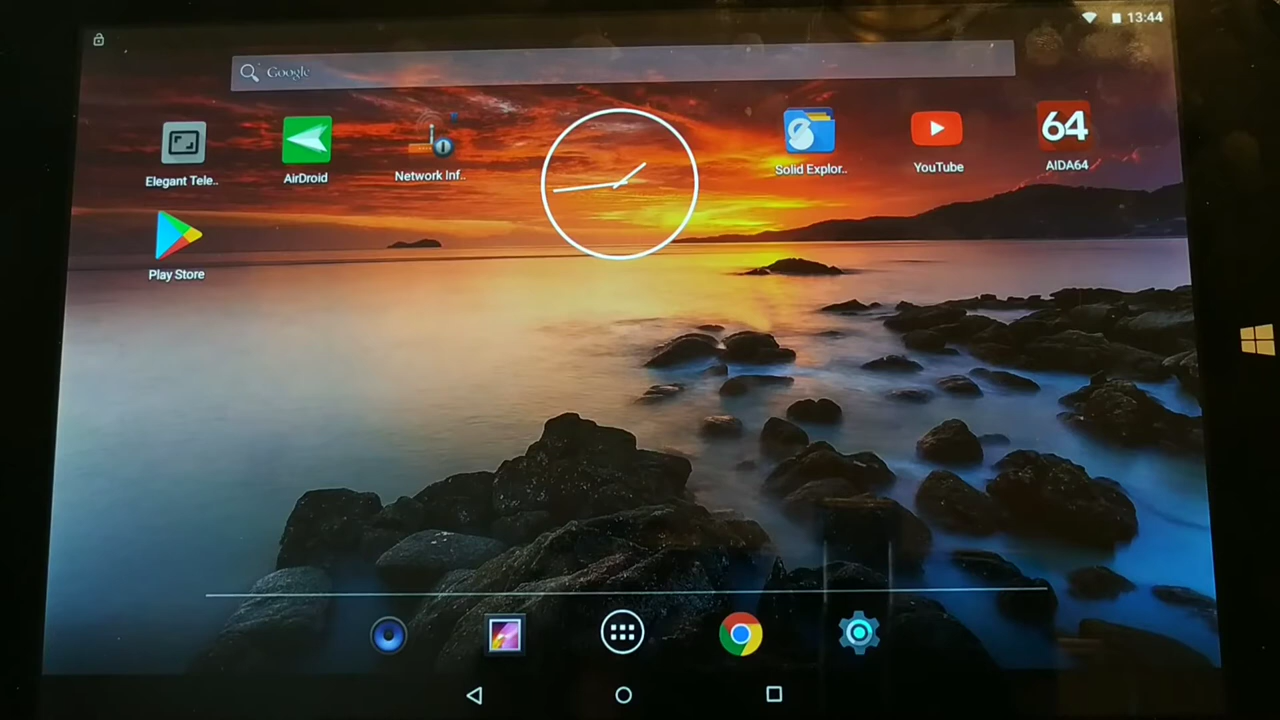 13:44
Google
Elegant Tele..
AirDroid
Network Inf..
Solid Explor..
YouTube
64
AIDA64
Play Store